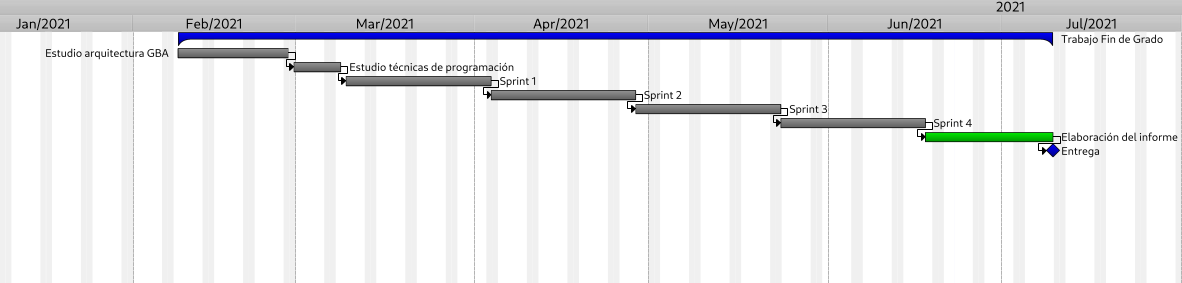 2021
Jan/2021 Feb/2021 Mar/2021 Apr/2021 May/2021 Jun/2021 Jul/2021
Trabajo Fin de Grado
Estudio arquitectura GBA
Estudio técnicas de programación
Sprint 1
Sprint 2
Sprint 3
Sprint 4
Elaboración del informe
Entrega